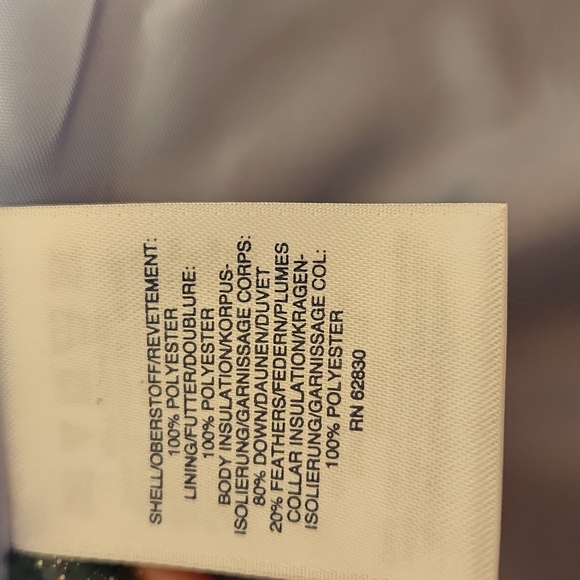 SHELL/OBERSTOFF/REVETEMENT:
100% POLYESTER
LINING/FUTTER/DOUBLURE:
100% POLYESTER
BODY INSULATION/KORPUS-
ISOLIERUNG/GARNISSAGE CORPS:
80% DOWN/DAUNEN/DUVET
20% FEATHERS/FEDERN/PLUMES
COLLAR INSULATION/KRAGEN-
ISOLIERUNG/GARNISSAGE COL:
100% POLYESTER
RN 62830